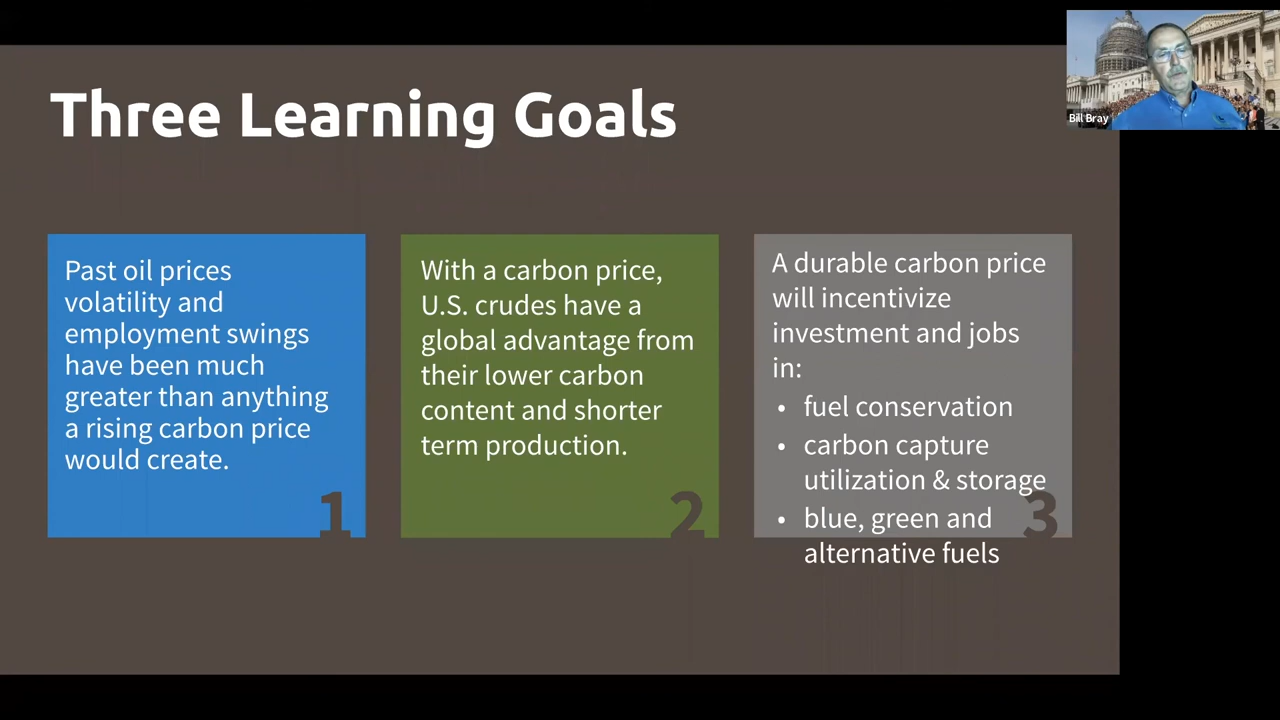 Three Learning Goals
Bill Bray
Past oil prices
volatility and
employment swings
have been much
greater than anything
a rising carbon price
would create.
1
With a carbon price,
U.S. crudes have a
global advantage from
their lower carbon
content and shorter
term production.
2
A durable carbon price
will incentivize
investment and jobs
in:
• fuel conservation
• carbon capture
utilization & storage
• blue, green and
alternative fuels
3